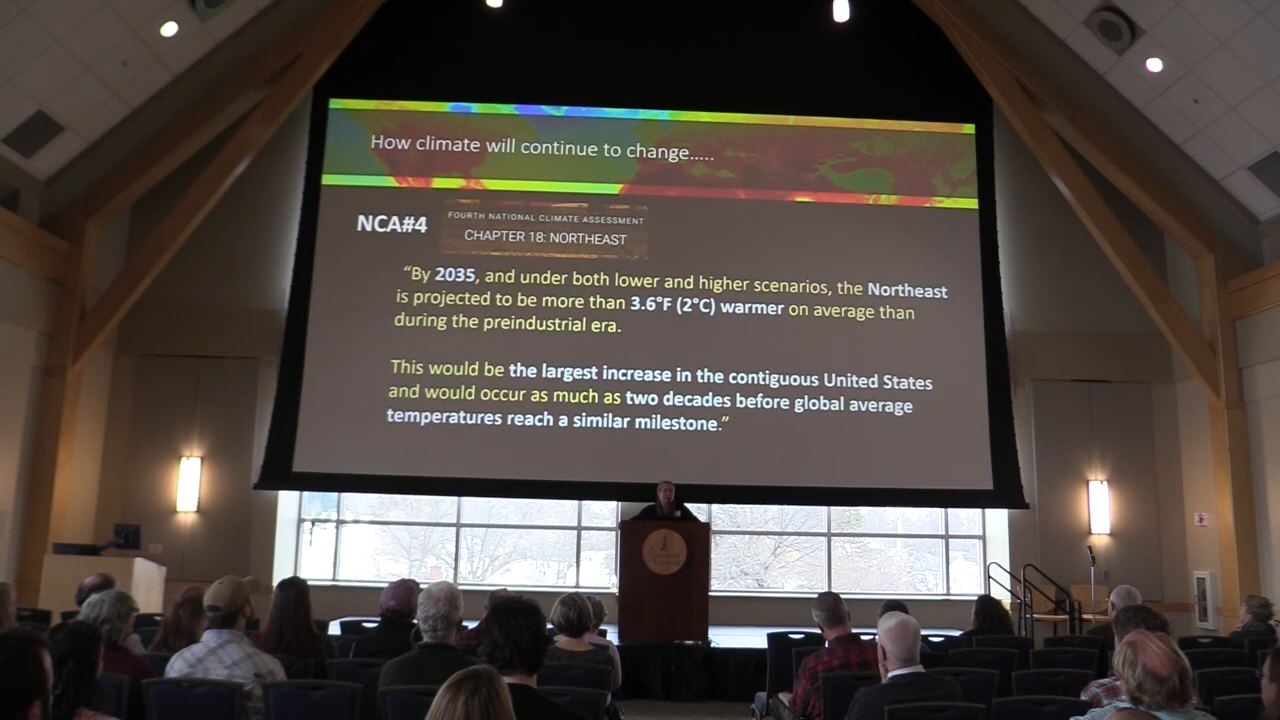 How climate will continue to change.....
NCA#4
FOURTH NATIONAL CLIMATE ASSESSMENT
CHAPTER 18: NORTHEAST
“By 2035, and under both lower and higher scenarios, the Northeast
is projected to be more than 3.6°F (2°C) warmer on average than
during the preindustrial era.
This would be the largest increase in the contiguous United States
and would occur as much as two decades before global average
temperatures reach a similar milestone.”